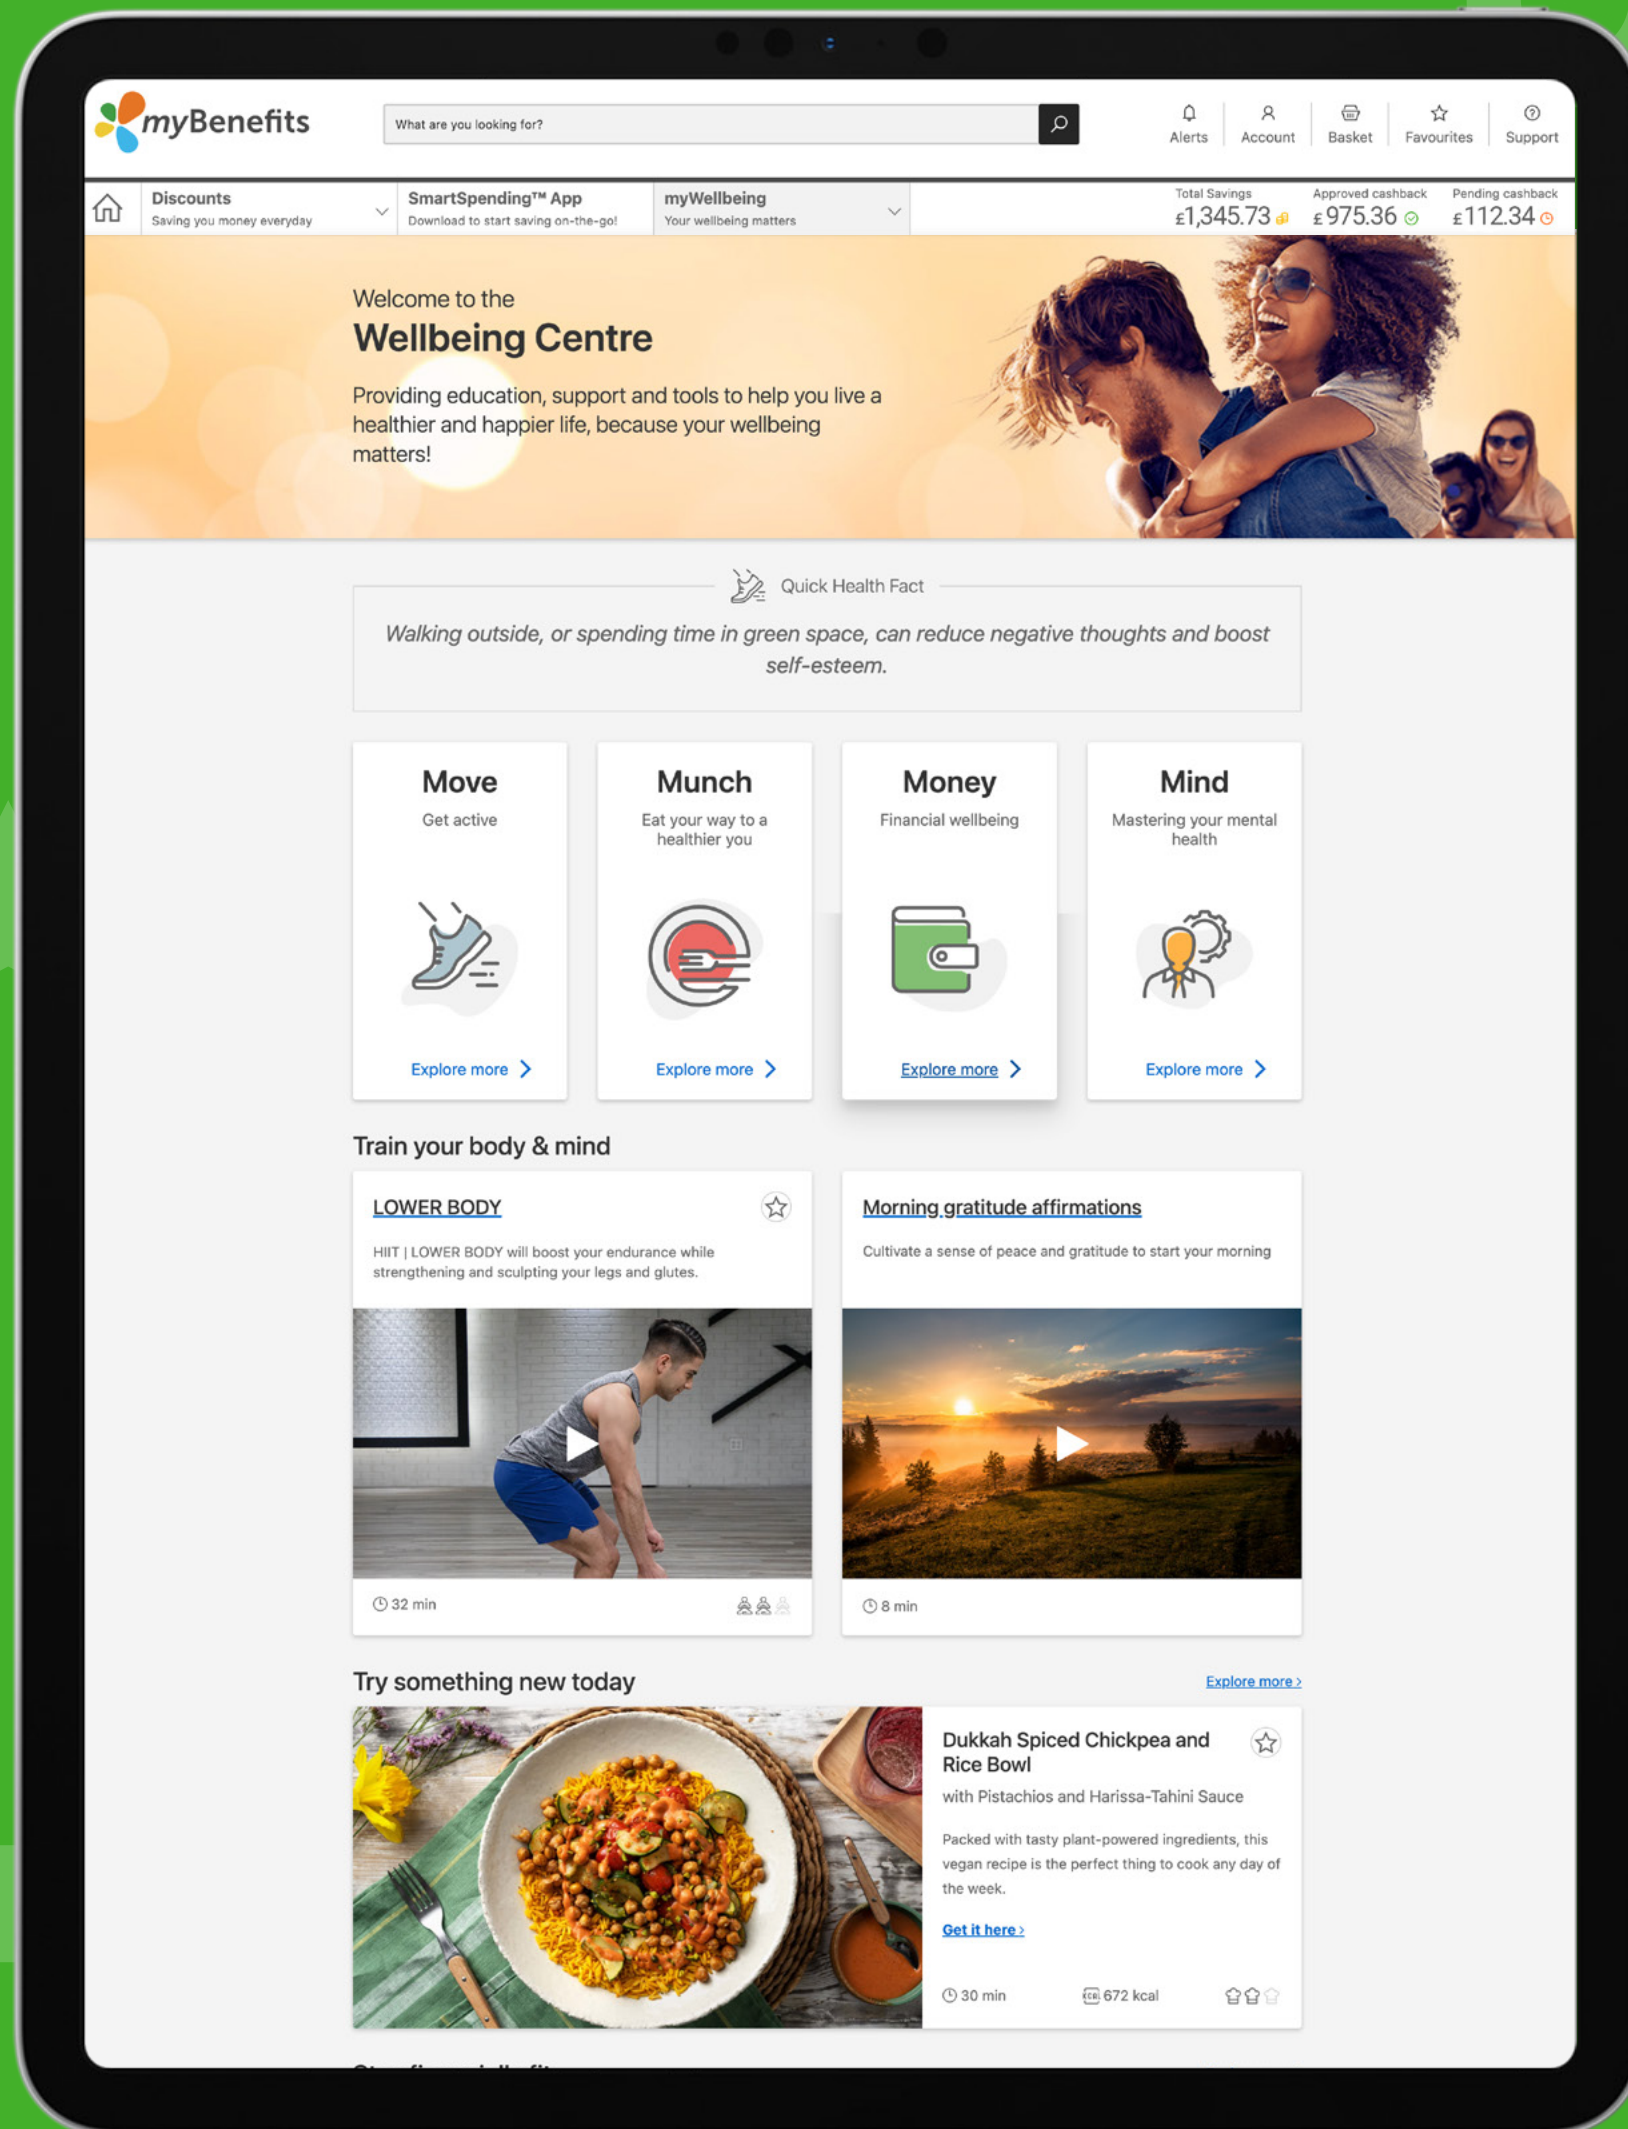 myBenefits
What are you looking for?
Alerts
Account
Basket
Favourites
Support
Discounts
Saving you money everyday
SmartSpending™ App
Download to start saving on-the-go!
myWellbeing
Your wellbeing matters
Total Savings
£1,345.73
Approved cashback
£975.36
Pending cashback
£112.34
Welcome to the
Wellbeing Centre
Providing education, support and tools to help you live a
healthier and happier life, because your wellbeing
matters!
Quick Health Fact
Walking outside, or spending time in green space, can reduce negative thoughts and boost
self-esteem.
Move
Get active
Explore more
Munch
Eat your way to a
healthier you
Explore more
Money
Financial wellbeing
Explore more
Mind
Mastering your mental
health
Explore more
Train your body & mind
LOWER BODY
HIIT | LOWER BODY will boost your endurance while
strengthening and sculpting your legs and glutes.
32 min
Morning gratitude affirmations
Cultivate a sense of peace and gratitude to start your morning
8 min
Try something new today
Explore more >
Dukkah Spiced Chickpea and
Rice Bowl
with Pistachios and Harissa-Tahini Sauce
Packed with tasty plant-powered ingredients, this
vegan recipe is the perfect thing to cook any day of
the week.
Get it here >
30 min
672 kcal